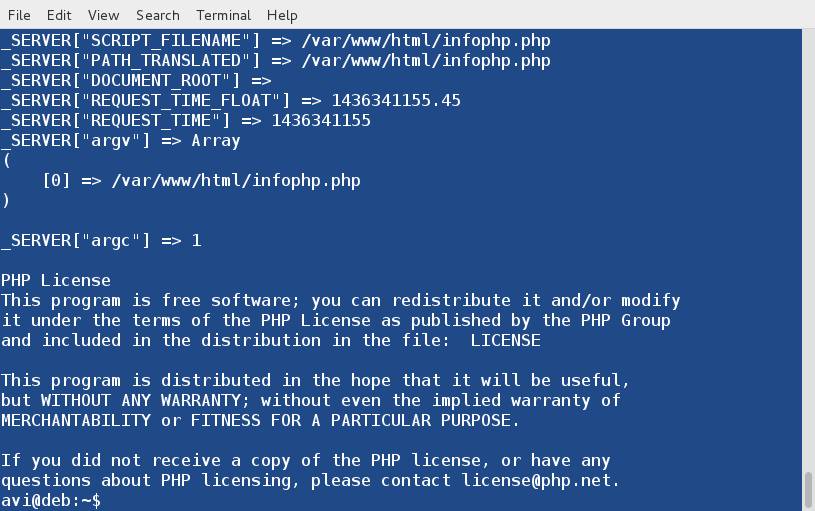 File Edit View Search Terminal Help
_SERVER["SCRIPT_FILENAME"] => /var/www/html/infophp.php
_SERVER["PATH_TRANSLATED"] => /var/www/html/infophp.php
_SERVER["DOCUMENT_ROOT"] =>
_SERVER["REQUEST_TIME_FLOAT"] => 1436341155.45
_SERVER["REQUEST_TIME"] => 1436341155
_SERVER["argv"] => Array
(
    [0] => /var/www/html/infophp.php
)
_SERVER["argc"] => 1
PHP License
This program is free software; you can redistribute it and/or modify
it under the terms of the PHP License as published by the PHP Group
and included in the distribution in the file:  LICENSE
This program is distributed in the hope that it will be useful,
but WITHOUT ANY WARRANTY; without even the implied warranty of
MERCHANTABILITY or FITNESS FOR A PARTICULAR PURPOSE.
If you did not receive a copy of the PHP license, or have any
questions about PHP licensing, please contact license@php.net.
avi@deb:~$